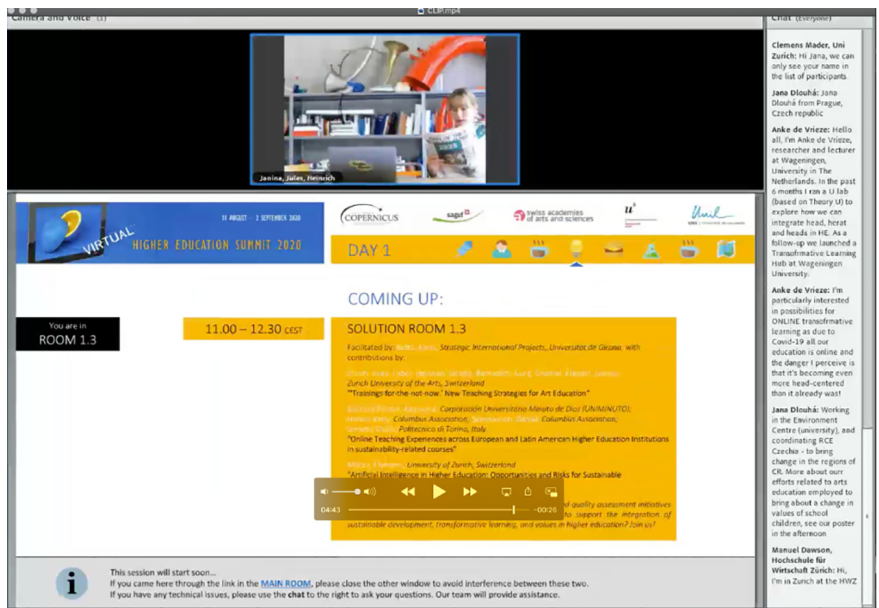 CLIP.mp4
Camera and Voice (1)
Janina, Jules, Heinrich
VIRTUAL
31 AUGUST - 2 SEPTEMBER 2020
HIGHER EDUCATION SUMMIT 2020
COPERNICUS
saguf
swiss academies
of arts and sciences
Unil
DAY 1
COMING UP:
You are in
ROOM 1.3
11.00 – 12.30 CEST
SOLUTION ROOM 1.3
Facilitated by Strategic International Projects, Universitat de Girona, with
contributions by:
Zurich University of the Arts, Switzerland
"'Trainings-for-the-not-now.' New Teaching Strategies for Art Education"
Corporación Universitaria Minuto de Dios (UNIMINUTO);
Columbus Association, Columbus Association,
Politecnico di Torino, Italy
"Online Teaching Experiences across European and Latin American Higher Education Institutions
in sustainability-related courses"
University of Zurich, Switzerland
"Artificial Intelligence in Higher Education: Opportunities and Risks for Sustainable
04:43
-00:26
d quality assessment initiatives
to support the integration of
sustainable development, transformative learning, and values in higher education? Join us!
This session will start soon...
If you came here through the link in the MAIN ROOM, please close the other window to avoid interference between these two.
If you have any technical issues, please use the chat to the right to ask your questions. Our team will provide assistance.
Chat (Everyone)
Clemens Mader, Uni
Zurich: Hi Jana, we can
only see your name in
the list of participants
Jana Dlouhá: Jana
Dlouhá from Prague,
Czech republic
Anke de Vrieze: Hello
all, I'm Anke de Vrieze,
researcher and lecturer
at Wageningen,
University in The
Netherlands. In the past
6 months I ran a U.lab
(based on Theory U) to
explore how we can
integrate head, herat
and heads in HE. As a
follow-up we launched a
Transofrmative Learning
Hub at Wageningen
University.
Anke de Vrieze: I'm
particularly interested
in possibilities for
ONLINE transofrmative
learning as due to
Covid-19 all our
education is online and
the danger I perceive is
that it's becoming even
more head-centered
than it already was!
Jana Dlouhá: Working
in the Environment
Centre (university), and
coordinating RCE
Czechia - to bring
change in the regions of
CR. More about our
efforts related to arts
education employed to
bring about a change in
values of school
children, see our poster
in the afternoon
Manuel Dawson,
Hochschule für
Wirtschaft Zürich: Hi,
I'm in Zurich at the HWZ